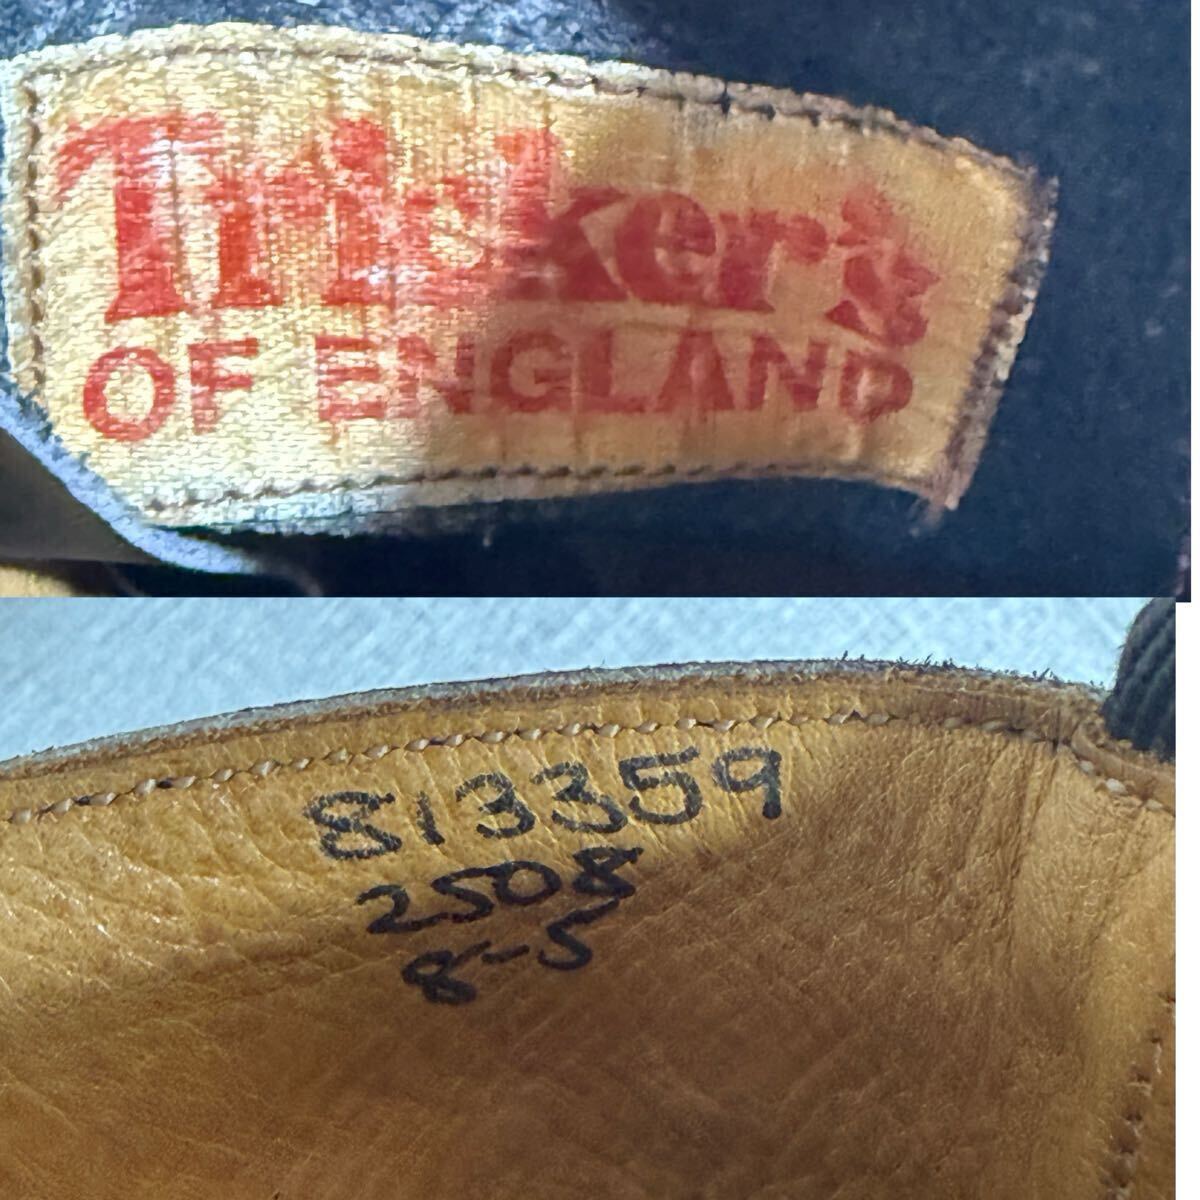 Tricker's
OF ENGLAND
813359
2508
8-5